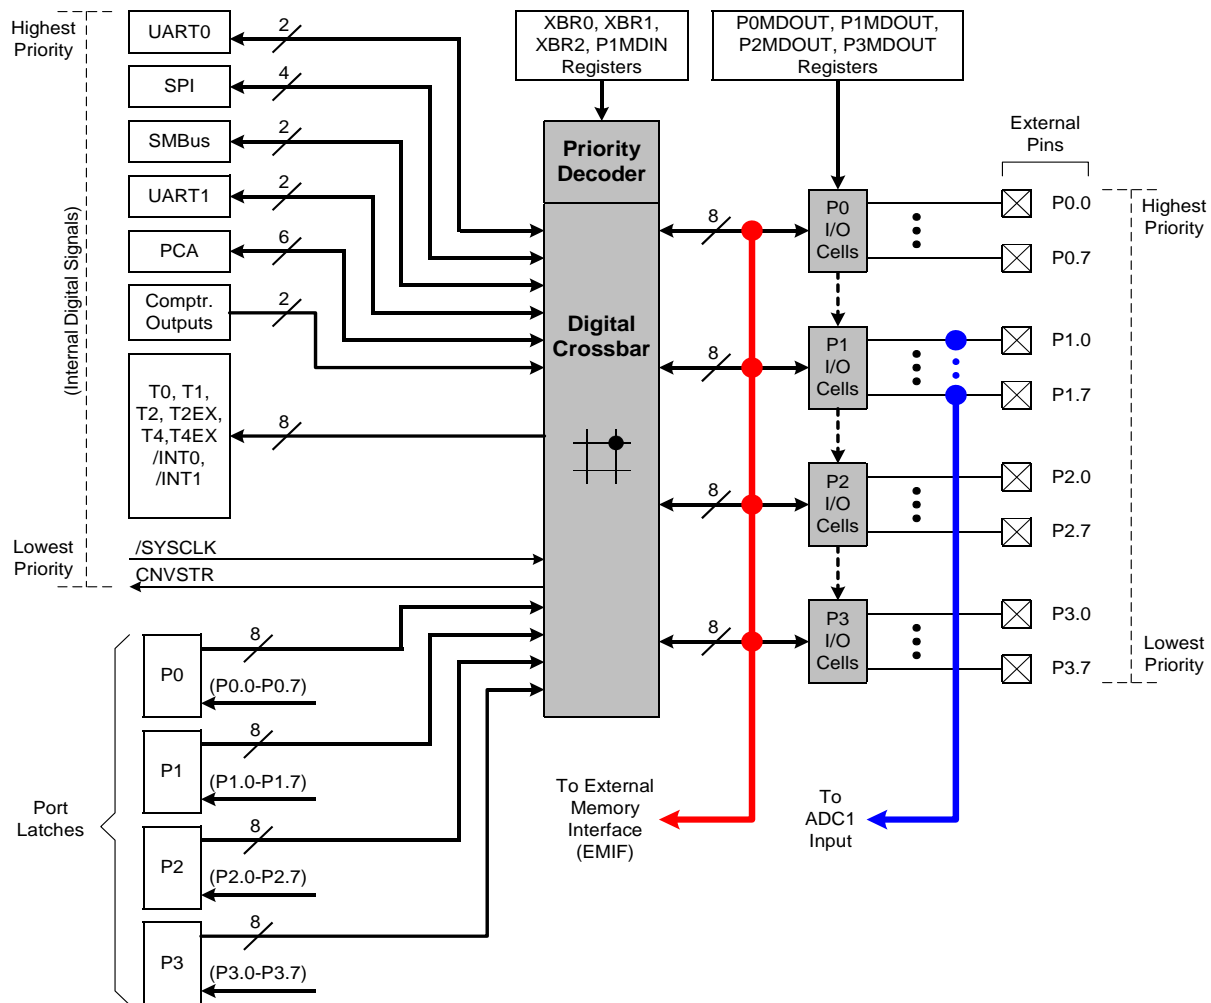 Highest
Priority
(Internal Digital Signals)
Lowest
Priority
UART0
2
SPI
4
SMBus
2
UART1
2
PCA
6
Comptr.
Outputs
2
T0, T1,
T2, T2EX,
T4,T4EX
/INT0,
/INT1
8
/SYSCLK
CNVSTR
XBR0, XBR1,
XBR2, P1MDIN
Registers
P0MDOUT, P1MDOUT,
P2MDOUT, P3MDOUT
Registers
Priority
Decoder
Digital
Crossbar
8
8
8
8
P0
I/O
Cells
P1
I/O
Cells
P2
I/O
Cells
P3
I/O
Cells
External
Pins
P0.0
P0.7
P1.0
P1.7
P2.0
P2.7
P3.0
P3.7
Highest
Priority
Lowest
Priority
Port
Latches
P0
8
(P0.0-P0.7)
P1
8
(P1.0-P1.7)
P2
8
(P2.0-P2.7)
P3
8
(P3.0-P3.7)
To External
Memory
Interface
(EMIF)
To
ADC1
Input